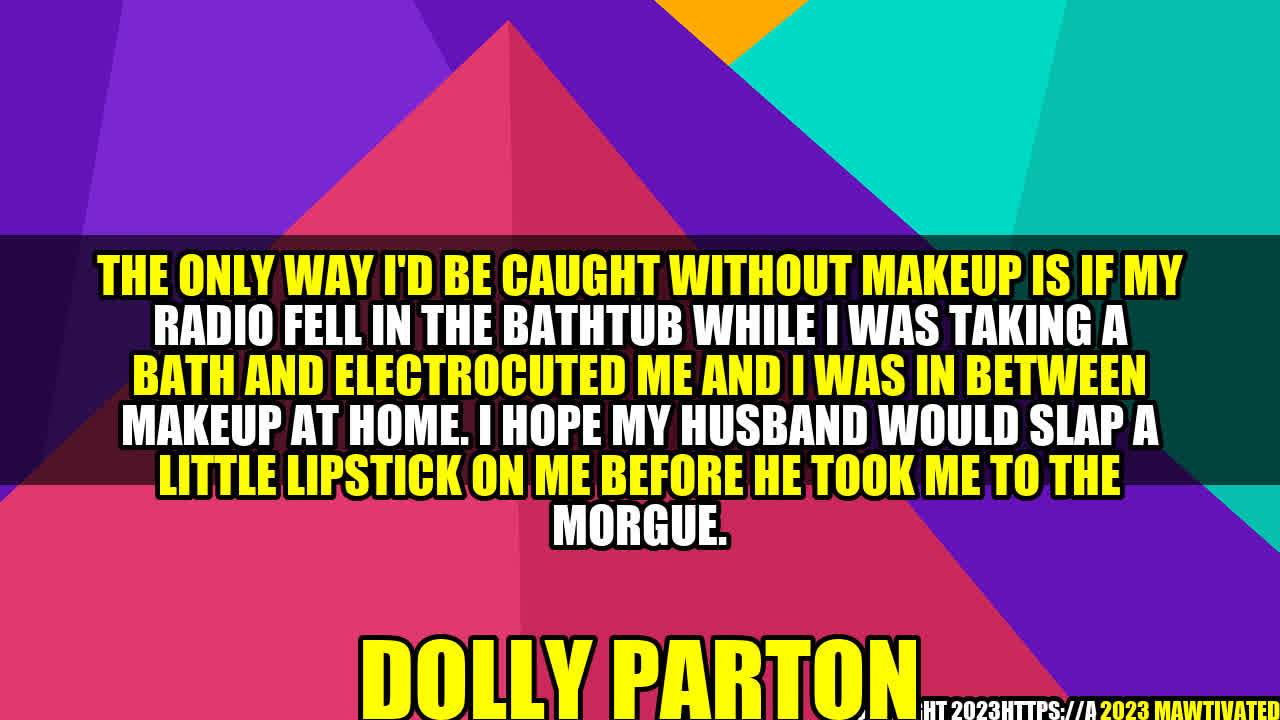 THE ONLY WAY I'D BE CAUGHT WITHOUT MAKEUP IS IF MY
RADIO FELL IN THE BATHTUB WHILE I WAS TAKING A
BATH AND ELECTROCUTED ME AND I WAS IN BETWEEN
MAKEUP AT HOME. I HOPE MY HUSBAND WOULD SLAP A
LITTLE LIPSTICK ON ME BEFORE HE TOOK ME TO THE
MORGUE.
DOLLY PARTON
2023HTTPS://A 2023 MAWTIVATED